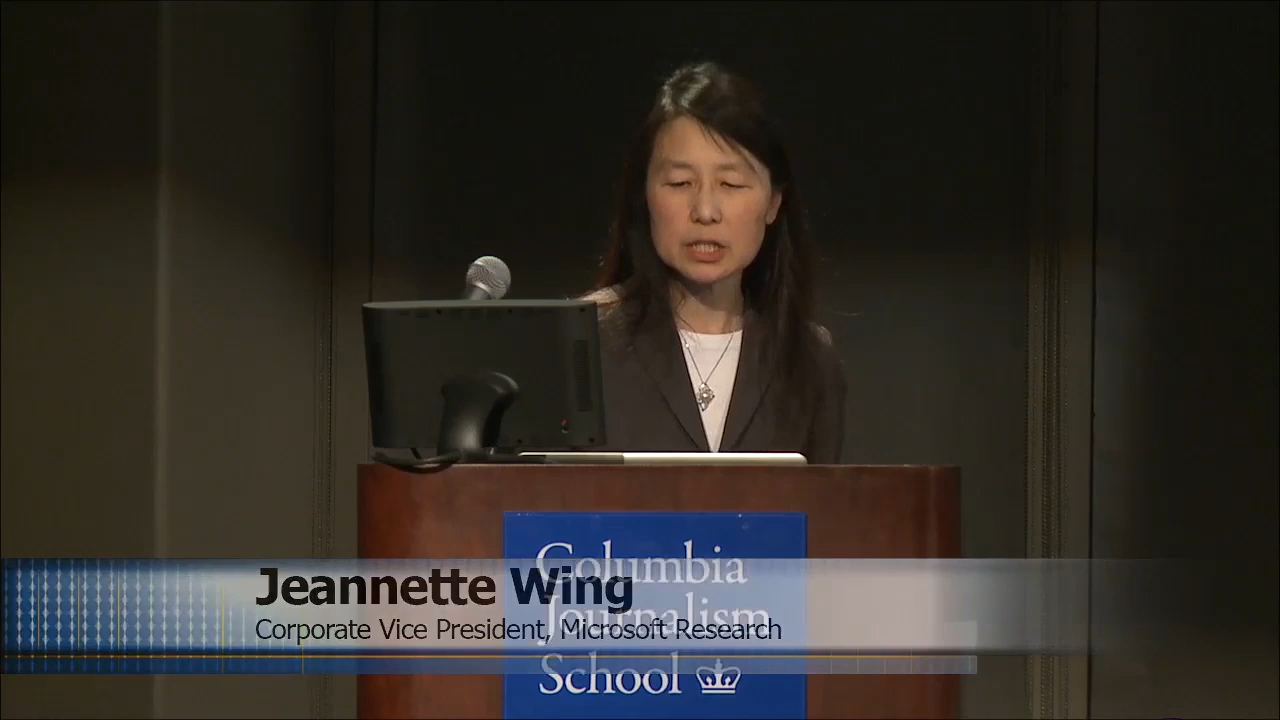 Jeannette Wing
Corporate Vice President, Microsoft Research
Columbia
Journalism
School